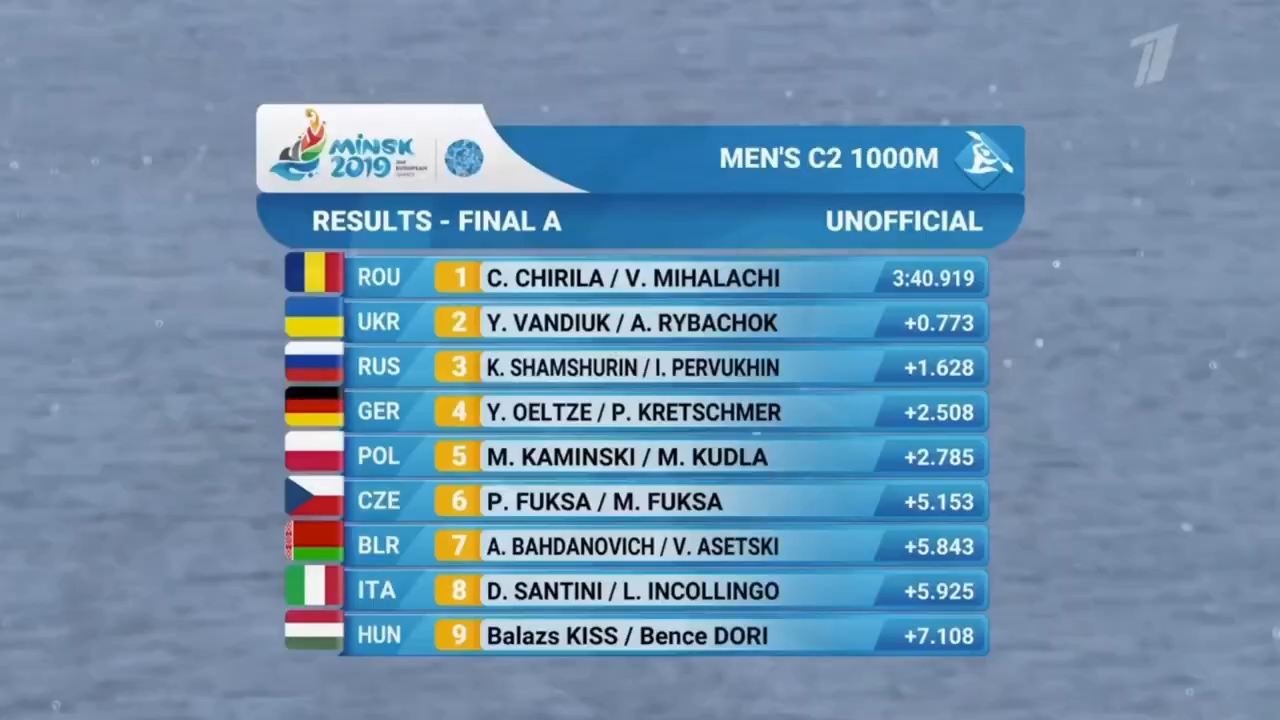 MINSK
2019
2ND
EUROPEAN
GAMES
MEN'S C2 1000M
RESULTS - FINAL A UNOFFICIAL
ROU 1 C. CHIRILA / V. MIHALACHI 3:40.919
UKR 2 Y. VANDIUK / A. RYBACHOK +0.773
RUS 3 K. SHAMSHURIN / I. PERVUKHIN +1.628
GER 4 Y. OELTZE / P. KRETSCHMER +2.508
POL 5 M. KAMINSKI / M. KUDLA +2.785
CZE 6 P. FUKSA / M. FUKSA +5.153
BLR 7 A. BAHDANOVICH / V. ASETSKI +5.843
ITA 8 D. SANTINI / L. INCOLLINGO +5.925
HUN 9 Balazs KISS / Bence DORI +7.108